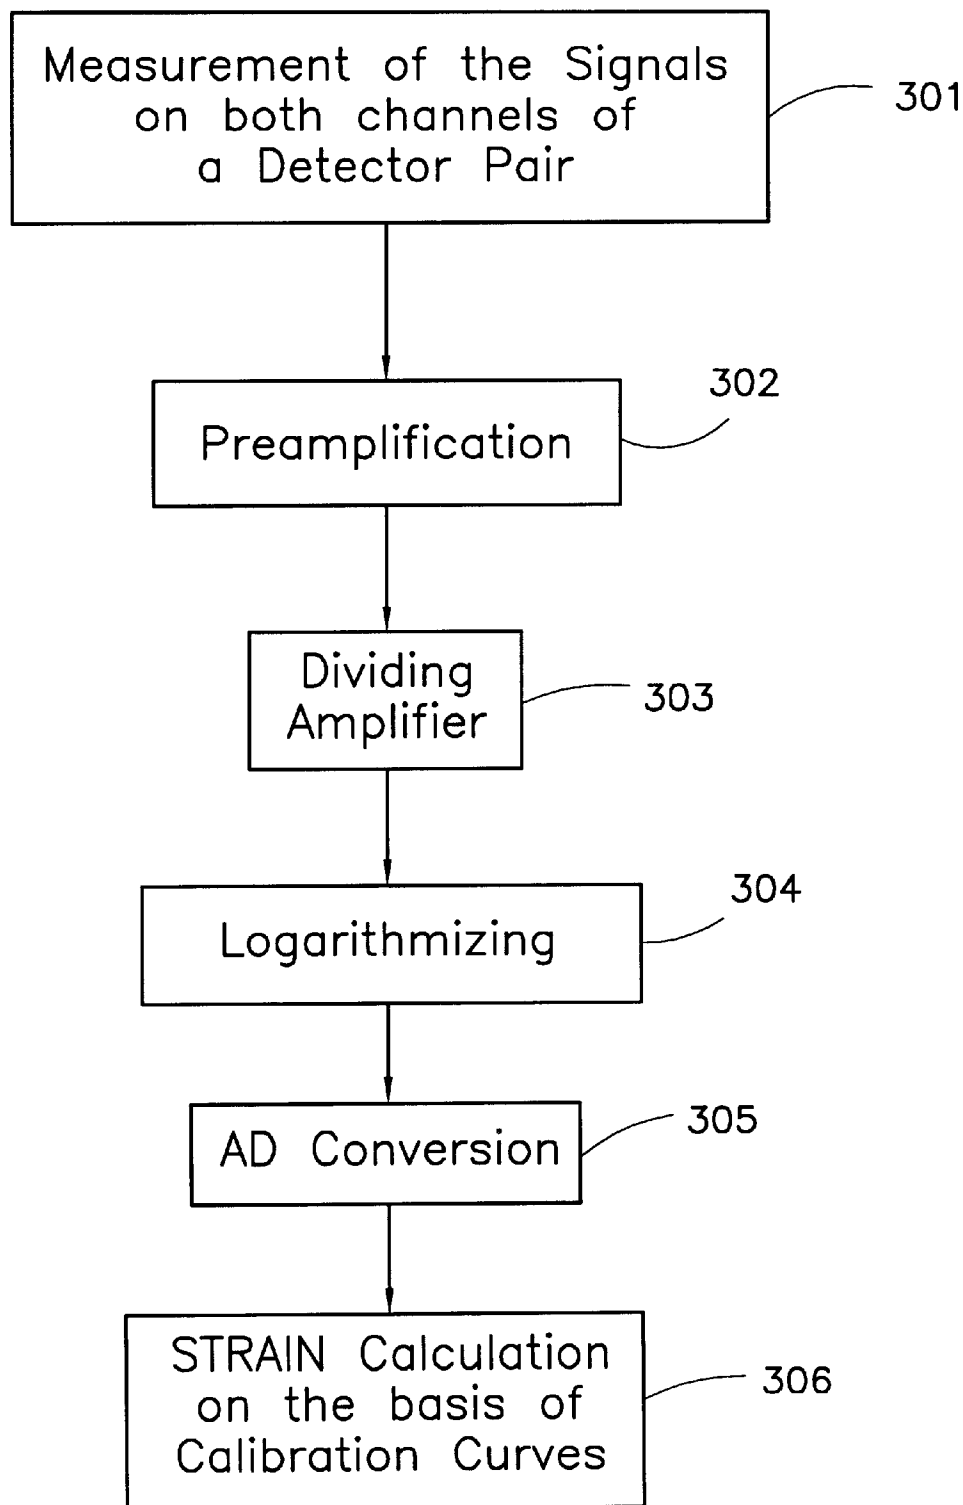 Measurement of the Signals
on both channels of
a Detector Pair
301
302
Preamplification
Dividing
Amplifier
303
304
Logarithmizing
305
AD Conversion
STRAIN Calculation
on the basis of
Calibration Curves
306